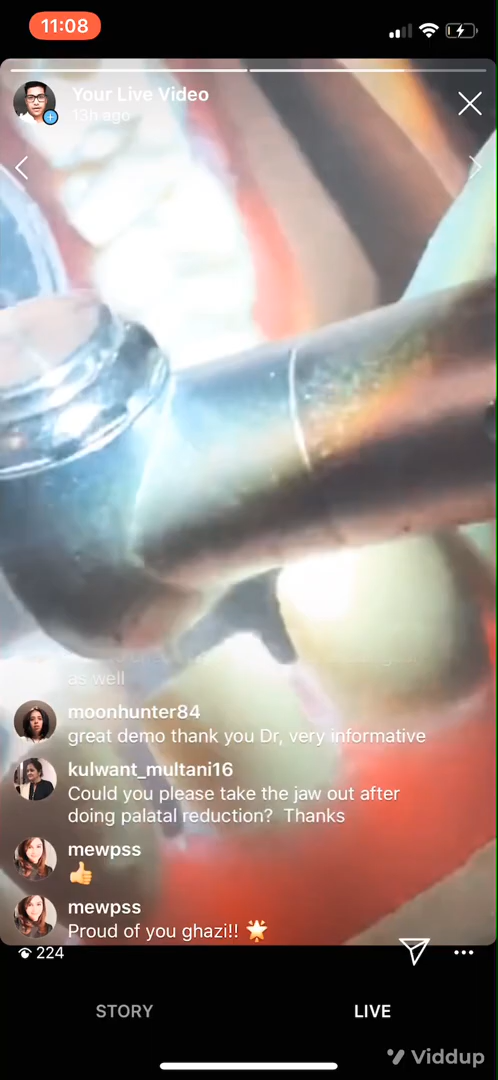 11:08
Your Live Video
13h ago
as well
moonhunter84
great demo thank you Dr, very informative
kulwant_multani16
Could you please take the jaw out after
doing palatal reduction? Thanks
mewpss
👍
mewpss
Proud of you ghazi!! 🌟
224
STORY
LIVE
Viddup